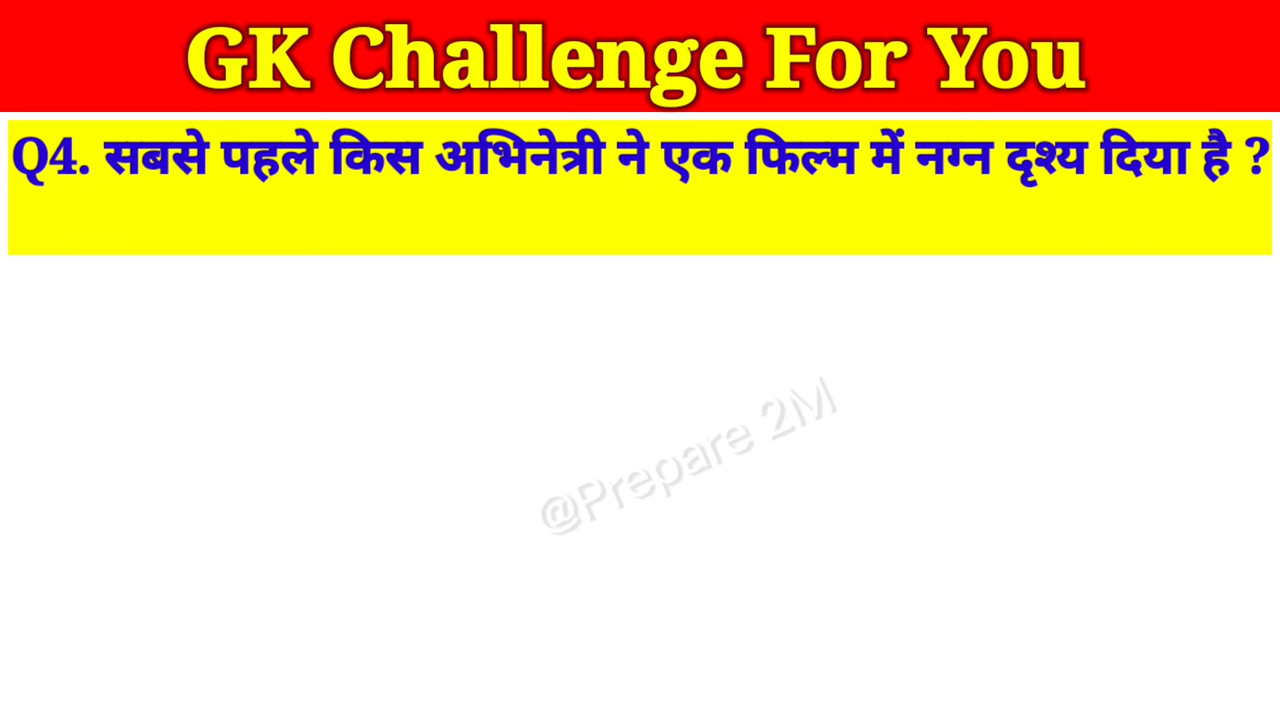 GK Challenge For You
Q4. सबसे पहले किस अभिनेत्री ने एक फिल्म में नग्न दृश्य दिया है ?
@Prepare 2M